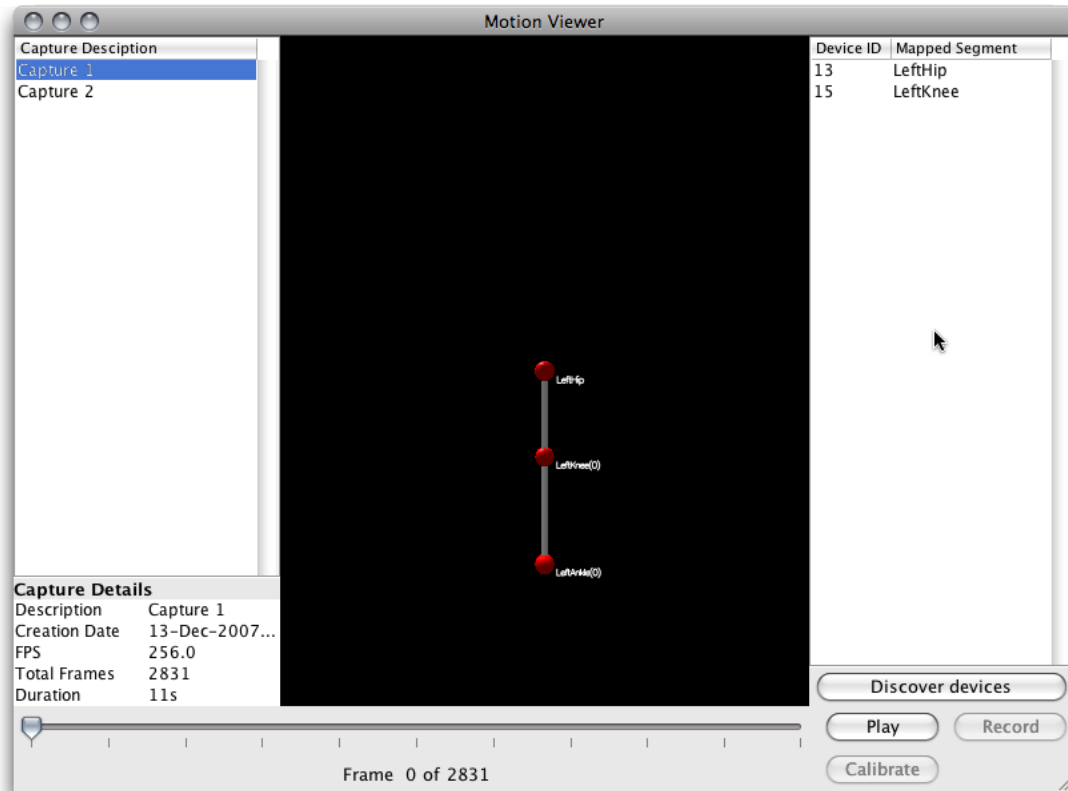 Motion Viewer
Capture Desciption
Capture 1
Capture 2
Device ID Mapped Segment
13 LeftHip
15 LeftKnee
LeftHip
LeftKnee(0)
LeftAnkle(0)
Capture Details
Description Capture 1
Creation Date 13-Dec-2007...
FPS 256.0
Total Frames 2831
Duration 11s
Discover devices
Play Record
Calibrate
Frame 0 of 2831